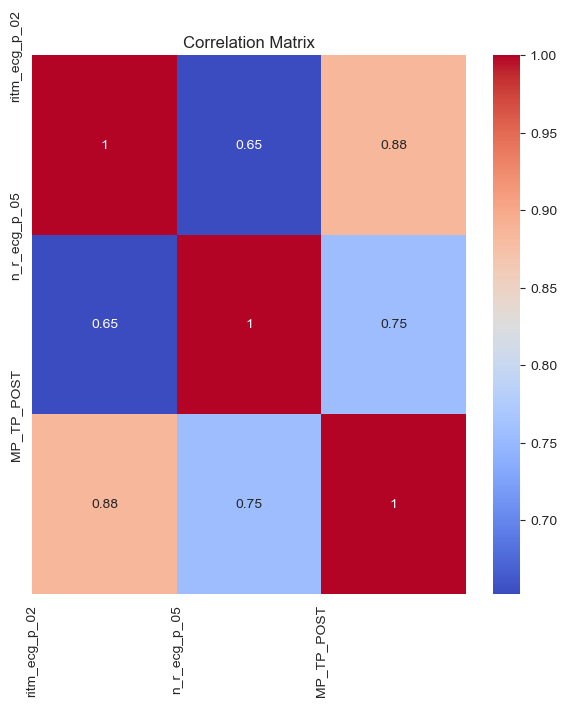 Correlation Matrix
ritm_ecg_p_02
1 0.65 0.88
n_r_ecg_p_05
0.65 1 0.75
MP_TP_POST
0.88 0.75 1
ritm_ecg_p_02 n_r_ecg_p_05 MP_TP_POST
1.00
0.95
0.90
0.85
0.80
0.75
0.70